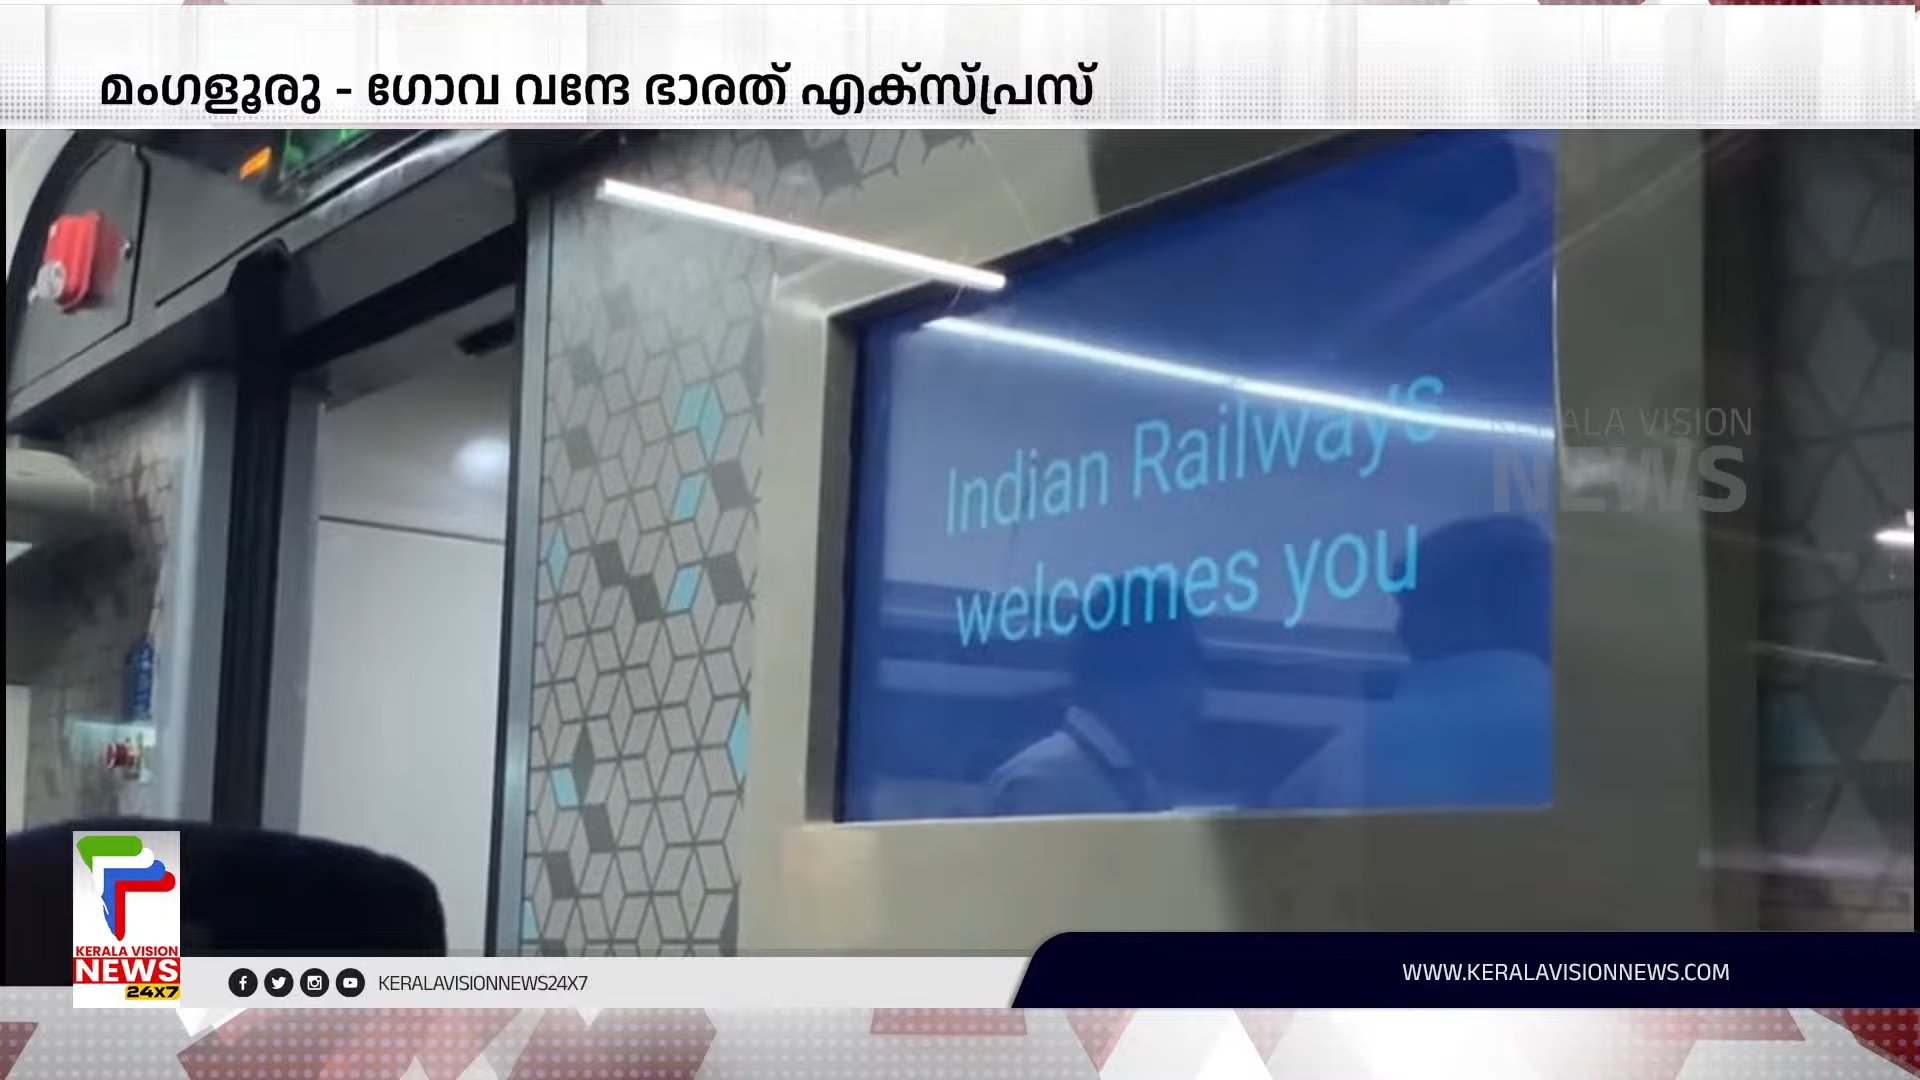 മംഗളൂരു - ഗോവ വന്ദേ ഭാരത് എക്സ്പ്രസ്
Indian Railways
welcomes you
KERALA VISION
NEWS
KERALA VISION
NEWS
24X7
KERALAVISIONNEWS24X7
WWW.KERALAVISIONNEWS.COM